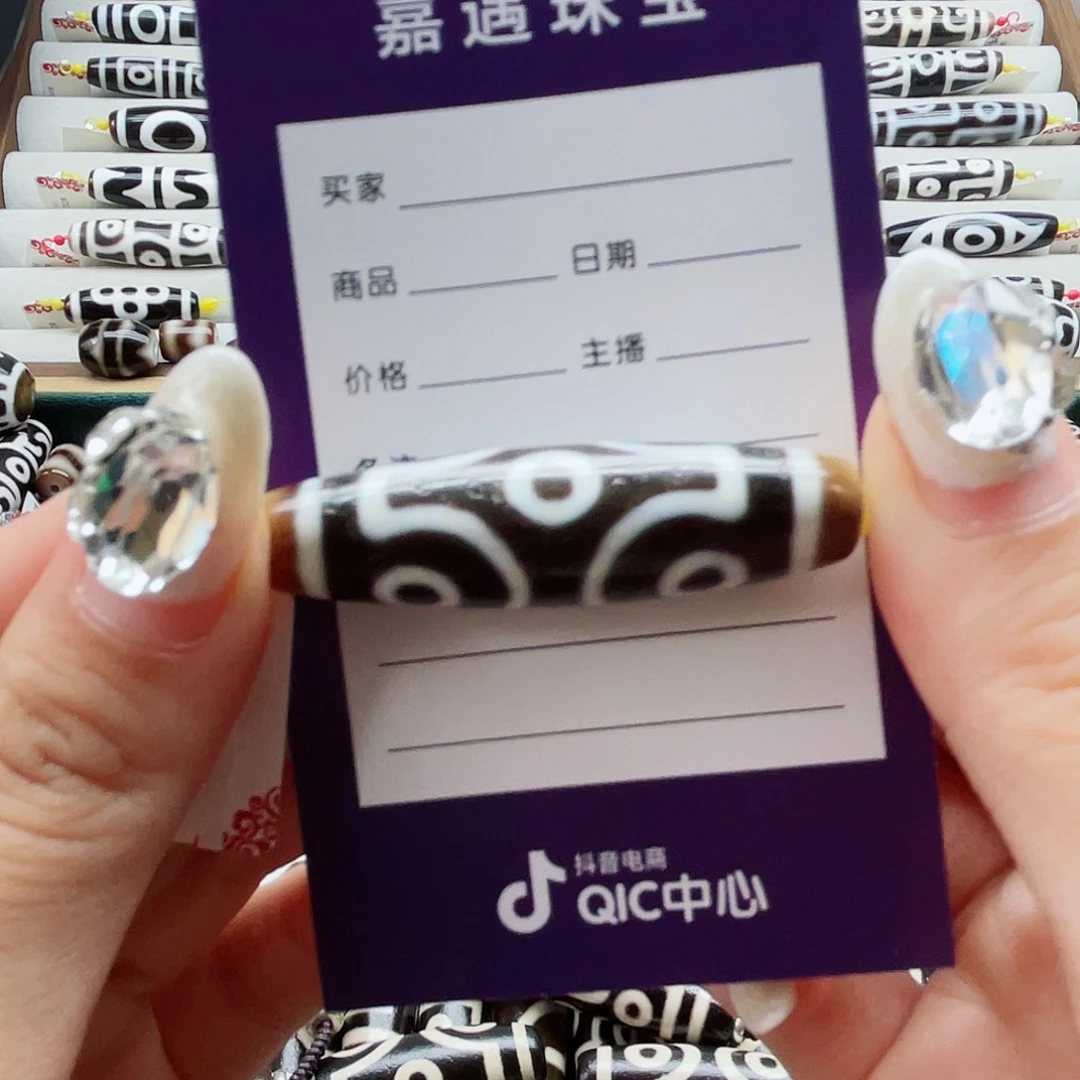 嘉遇珠宝
买家
商品 日期
价格 主播
抖音电商
QIC中心